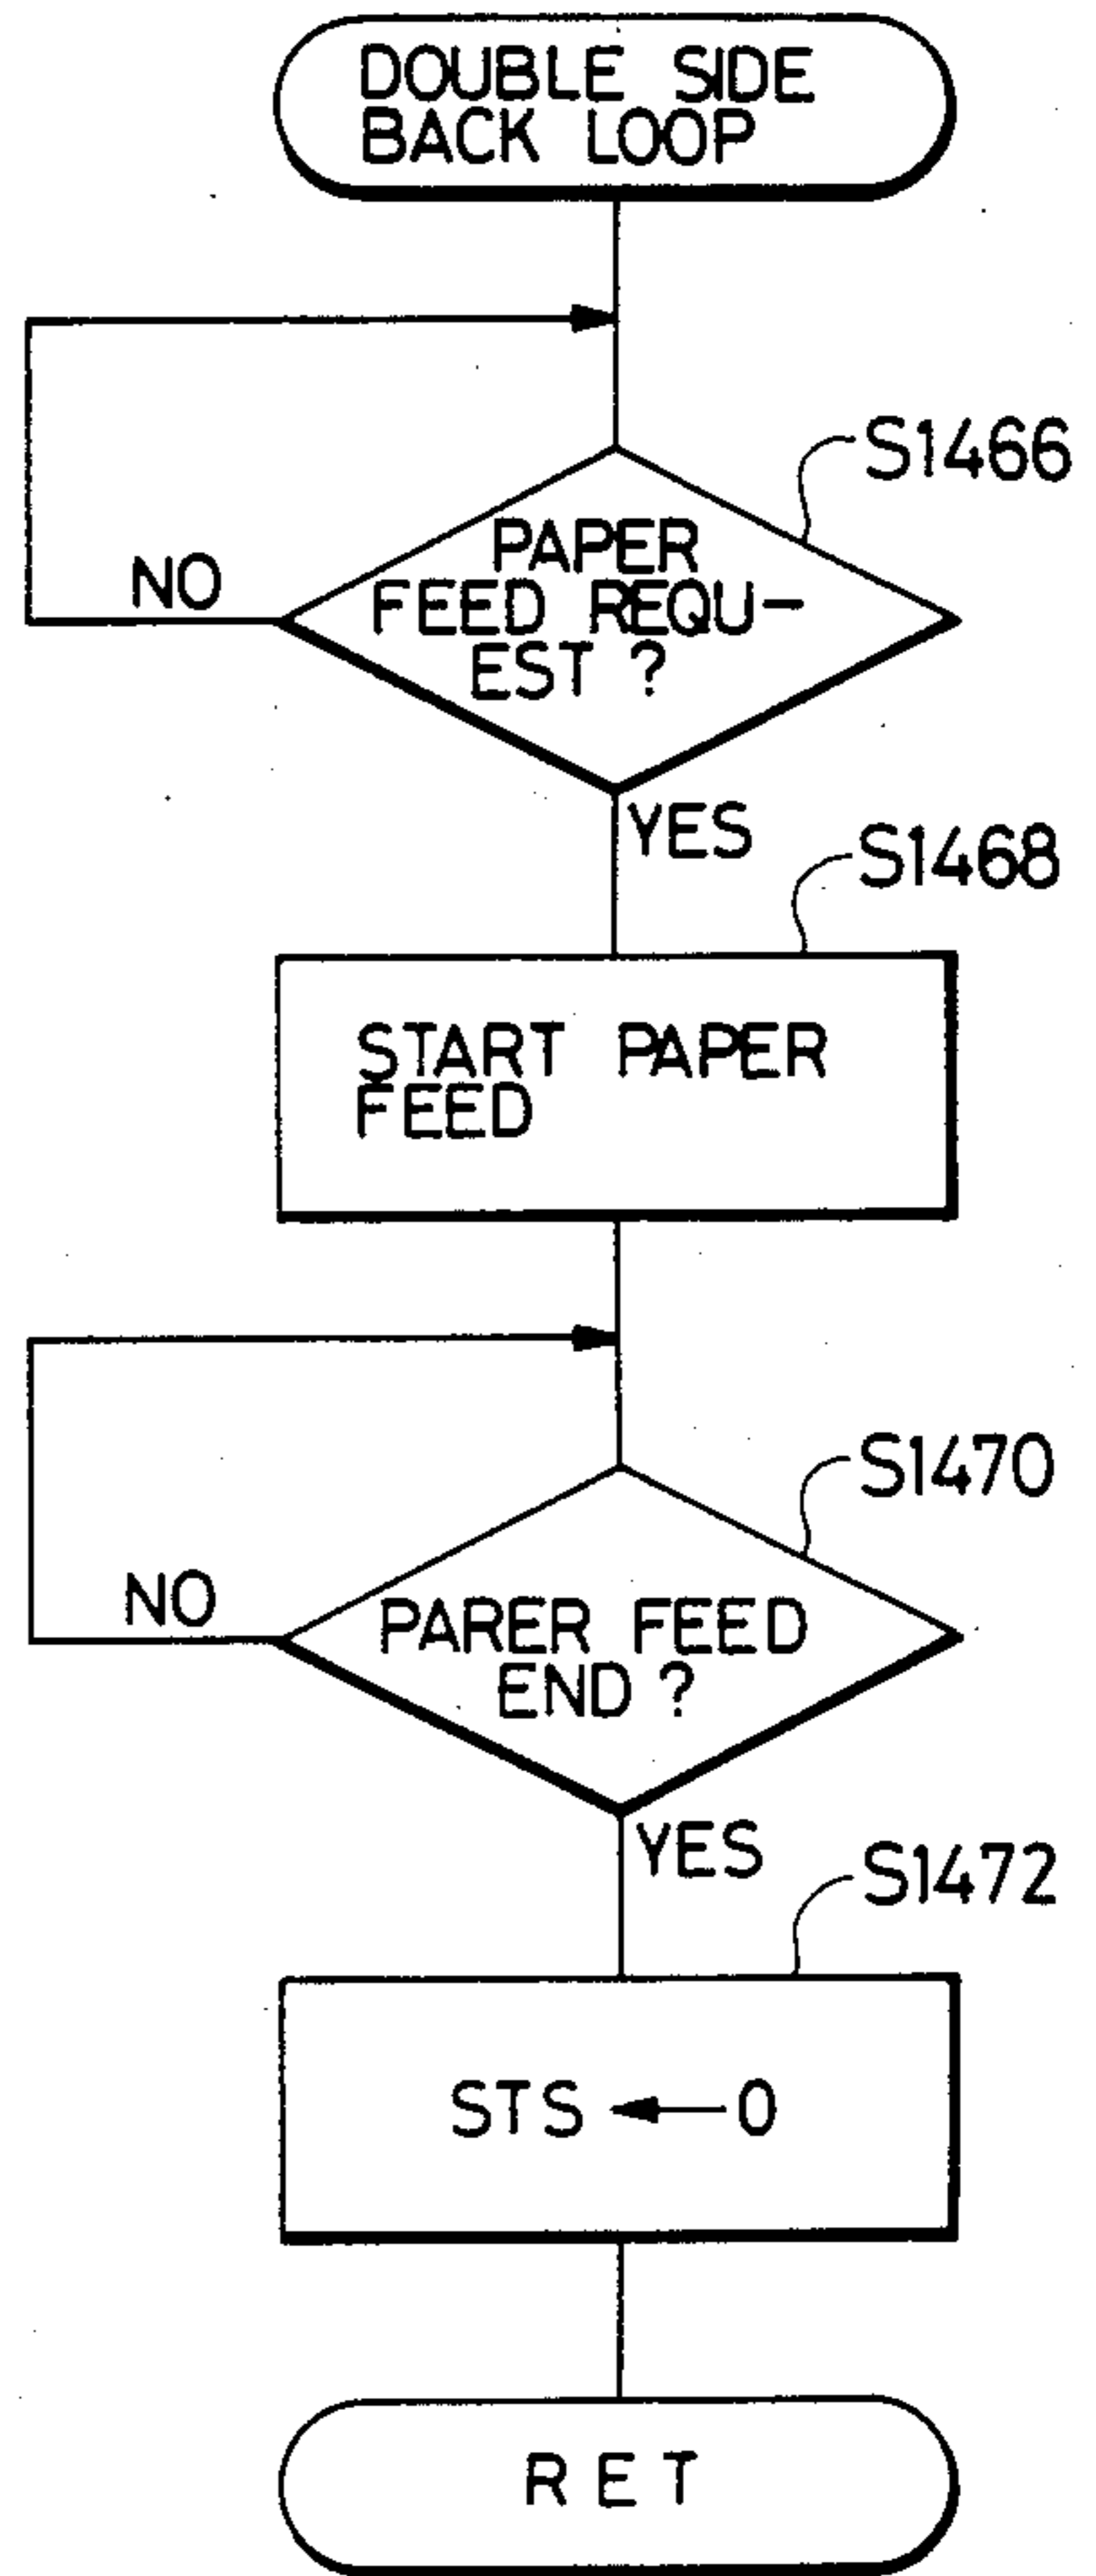 DOUBLE SIDE
BACK LOOP
S1466
PAPER
FEED REQU-
EST ?
NO
YES
S1468
START PAPER
FEED
S1470
NO
PARER FEED
END ?
YES
S1472
STS ← 0
RET